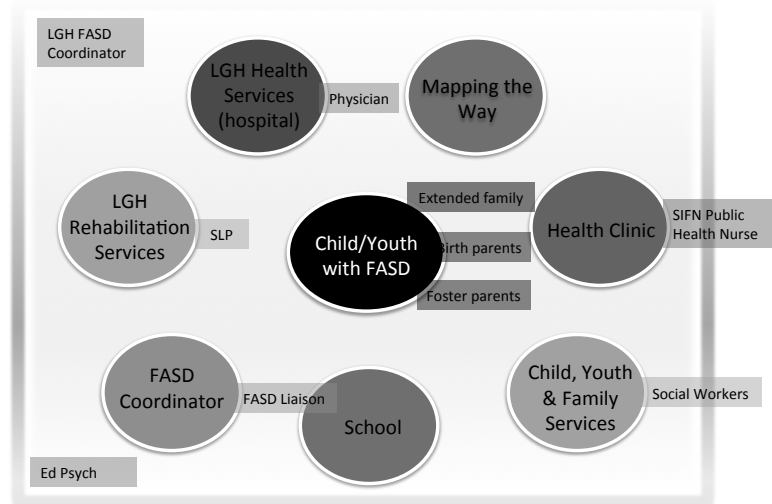 LGH FASD
Coordinator
LGH Health
Services
(hospital)
Physician
Mapping the
Way
LGH
Rehabilitation
Services
SLP
Child/Youth
with FASD
Extended family
Birth parents
Foster parents
Health Clinic
SIFN Public
Health Nurse
FASD
Coordinator
FASD Liaison
School
Child, Youth
& Family
Services
Social Workers
Ed Psych